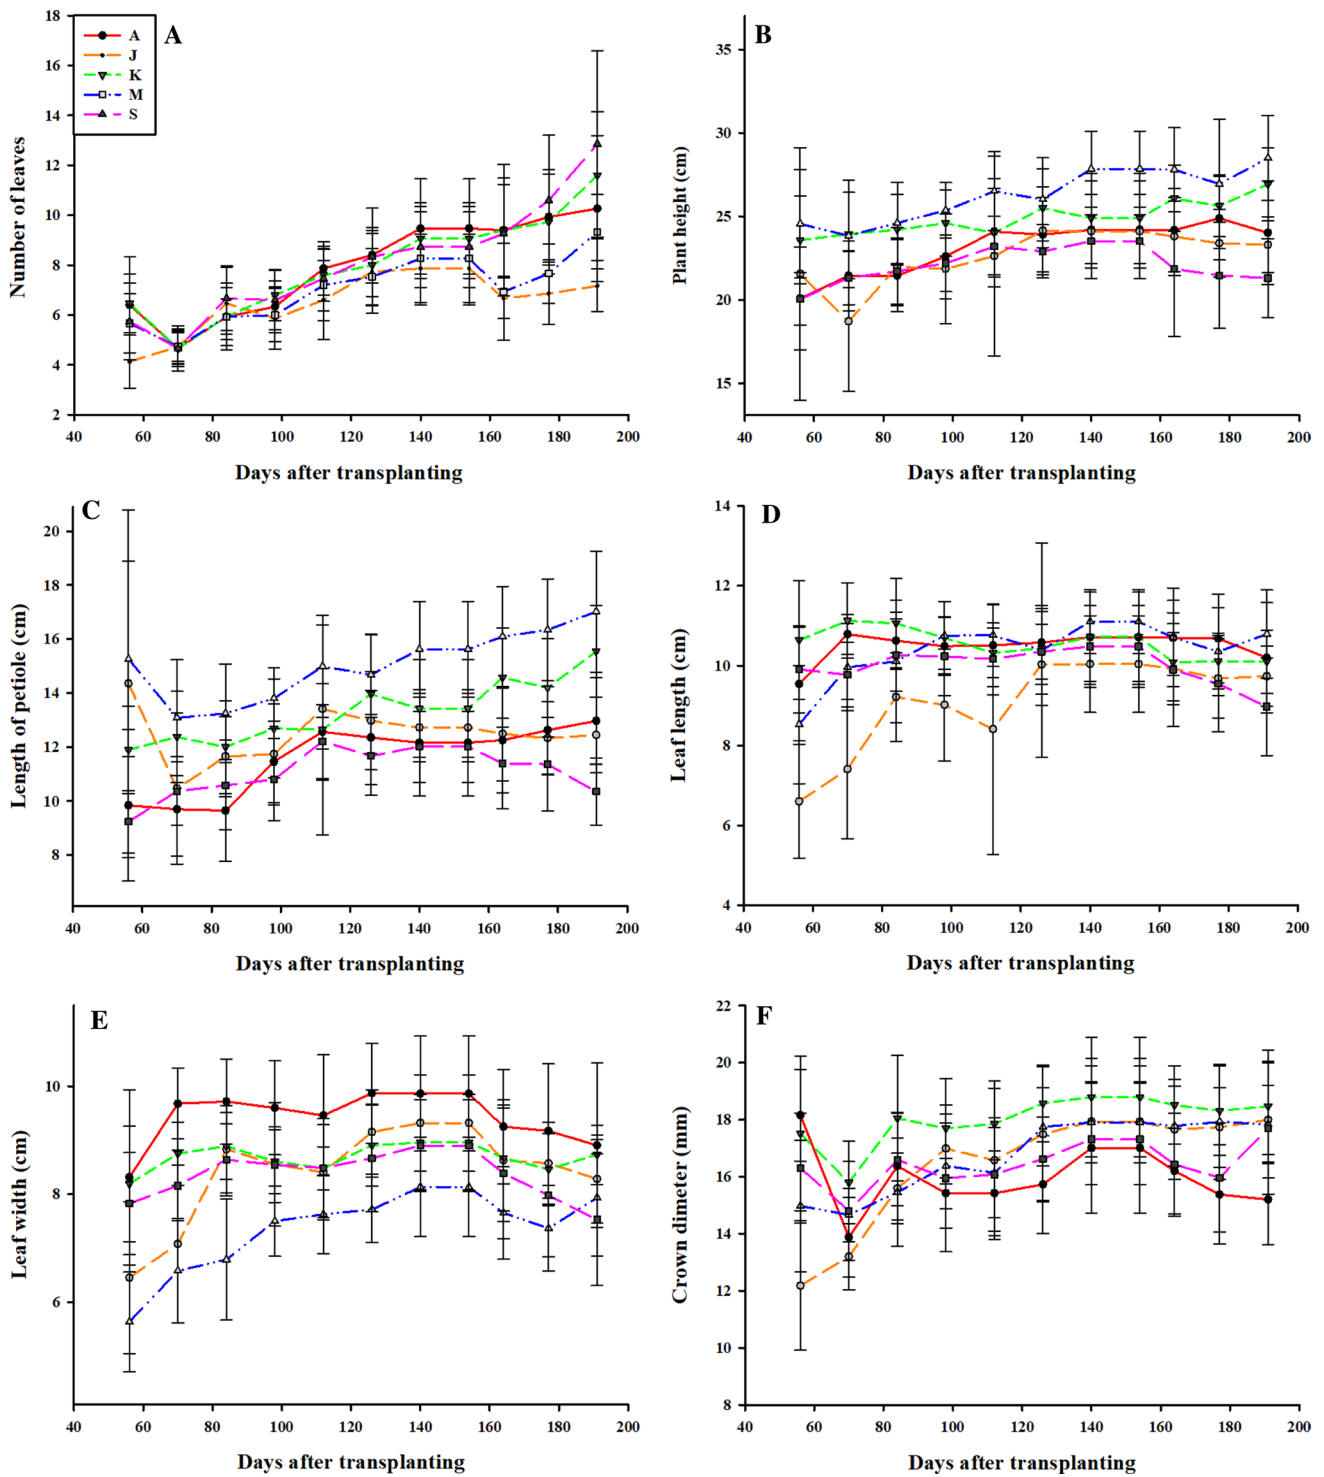 A
A
J
K
M
S
Number of leaves
18
16
14
12
10
8
6
4
2
40 60 80 100 120 140 160 180 200
Days after transplanting
B
Plant height (cm)
35
30
25
20
15
40 60 80 100 120 140 160 180 200
Days after transplanting
C
Length of petiole (cm)
20
18
16
14
12
10
8
40 60 80 100 120 140 160 180 200
Days after transplanting
D
Leaf length (cm)
14
12
10
8
6
4
40 60 80 100 120 140 160 180 200
Days after transplanting
E
Leaf width (cm)
10
8
6
40 60 80 100 120 140 160 180 200
Days after transplanting
F
Crown dimeter (mm)
22
20
18
16
14
12
10
8
40 60 80 100 120 140 160 180 200
Days after transplanting